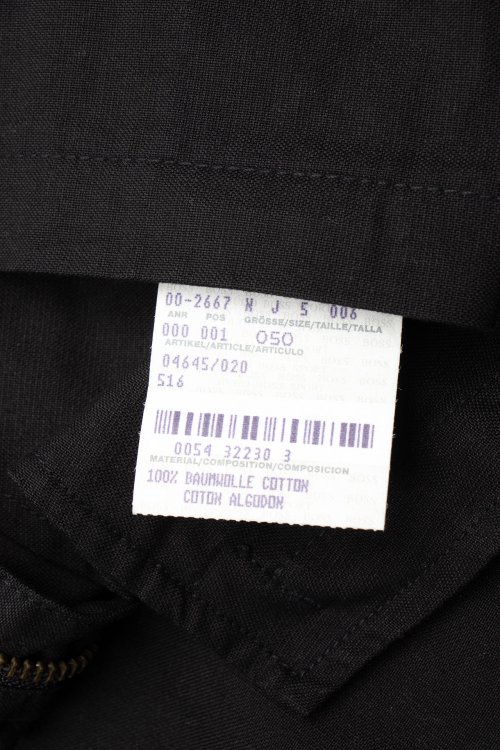 00-2667 N J S 006
ANR POS GRÖSSE/SIZE/TAILLE/TALLA
000 001 050
ARTIKEL/ARTICLE/ARTICULO
04645/020
516
0054 32230 3
MATERIAL/COMPOSITION/COMPOSICION
100% BAUMWOLLE COTTON
COTON ALGODON